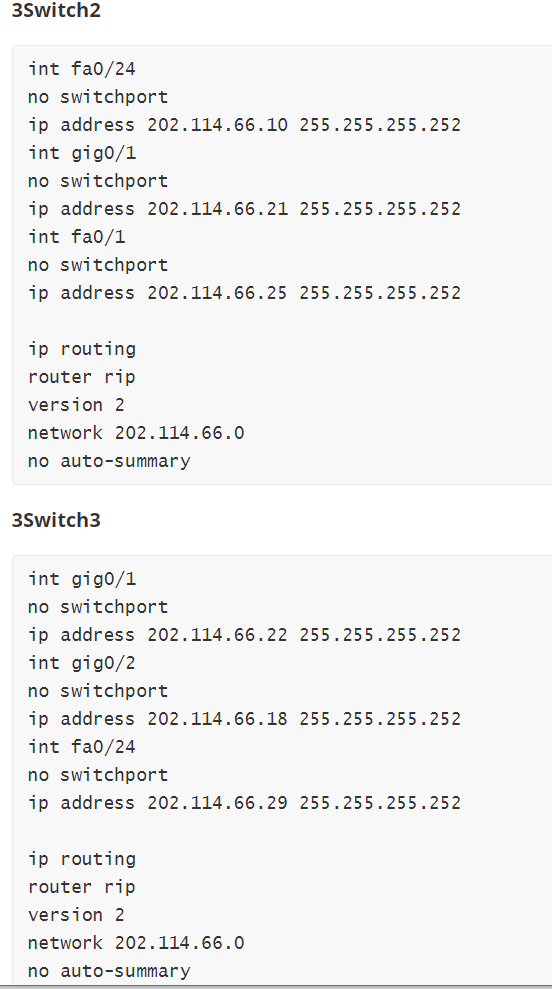 3Switch2
int fa0/24
no switchport
ip address 202.114.66.10 255.255.255.252
int gig0/1
no switchport
ip address 202.114.66.21 255.255.255.252
int fa0/1
no switchport
ip address 202.114.66.25 255.255.255.252
ip routing
router rip
version 2
network 202.114.66.0
no auto-summary
3Switch3
int gig0/1
no switchport
ip address 202.114.66.22 255.255.255.252
int gig0/2
no switchport
ip address 202.114.66.18 255.255.255.252
int fa0/24
no switchport
ip address 202.114.66.29 255.255.255.252
ip routing
router rip
version 2
network 202.114.66.0
no auto-summary